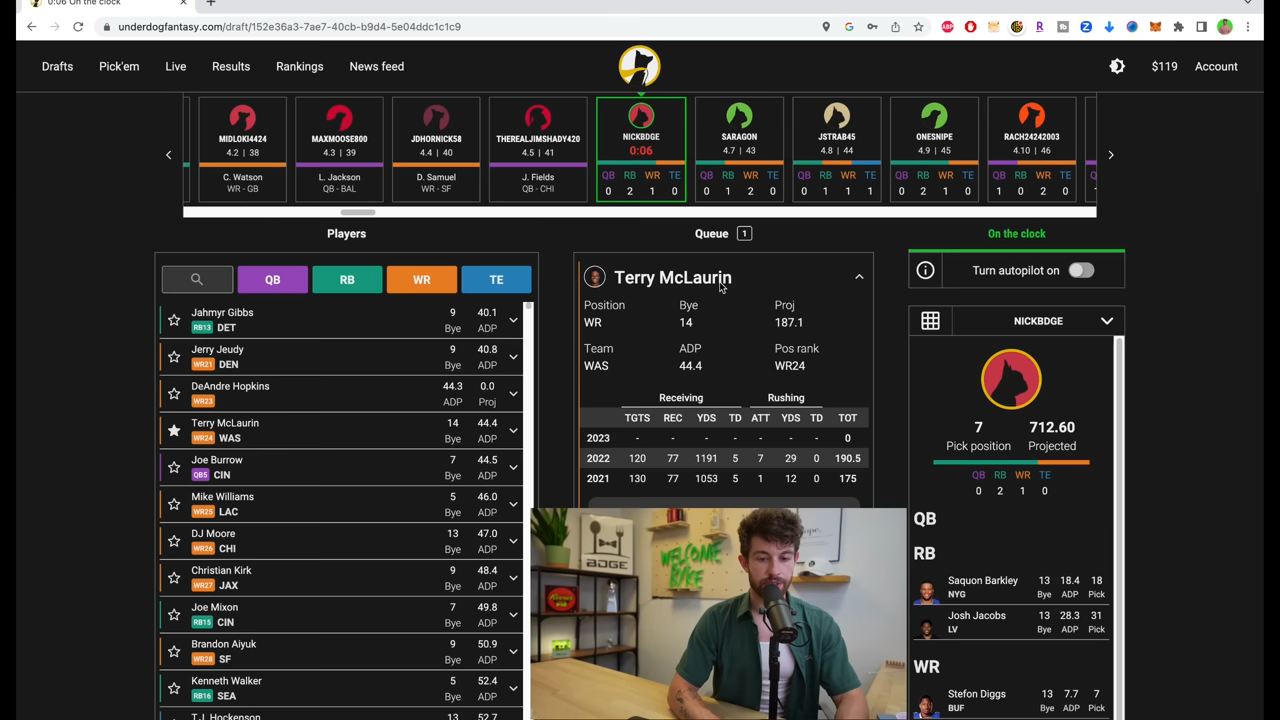 0:06 On the clock
underdogfantasy.com/draft/152e36a3-7ae7-40cb-b9d4-5e04ddc1c1c9
Drafts Pick'em Live Results Rankings News feed $119 Account
MIDLOKI4424
4.2 | 38
C. Watson
WR - GB
MAXMOOSE800
4.3 | 39
L. Jackson
QB - BAL
JDHORNICK58
4.4 | 40
D. Samuel
WR - SF
THEREALJIMSHADY420
4.5 | 41
J. Fields
QB - CHI
NICKBDGE
0:06
QB RB WR TE
0 2 1 0
SARAGON
4.7 | 43
QB RB WR TE
0 1 2 0
JSTRAB45
4.8 | 44
QB RB WR TE
0 1 1 1
ONESNIPE
4.9 | 45
QB RB WR TE
0 2 1 0
RACH24242003
4.10 | 46
QB RB WR TE
1 0 2 0
Players
QB RB WR TE
Jahmyr Gibbs 9 40.1
RB13 DET Bye ADP
Jerry Jeudy 9 40.8
WR21 DEN Bye ADP
DeAndre Hopkins 44.3 0.0
WR23 ADP Proj
Terry McLaurin 14 44.4
WR24 WAS Bye ADP
Joe Burrow 7 44.5
QB5 CIN Bye ADP
Mike Williams 5 46.0
WR25 LAC Bye ADP
DJ Moore 13 47.0
WR26 CHI Bye ADP
Christian Kirk 9 48.4
WR27 JAX Bye ADP
Joe Mixon 7 49.8
RB15 CIN Bye ADP
Brandon Aiyuk 9 50.9
WR28 SF Bye ADP
Kenneth Walker 5 52.4
RB16 SEA Bye ADP
T.J. Hockenson 13 52.7
Queue 1
Terry McLaurin
Position Bye Proj
WR 14 187.1
Team ADP Pos rank
WAS 44.4 WR24
Receiving Rushing
TGTS REC YDS TD ATT YDS TD TOT
2023 - - - - - - - 0
2022 120 77 1191 5 7 29 0 190.5
2021 130 77 1053 5 1 12 0 175
BDGE
WELCOME
BYKE
On the clock
Turn autopilot on
NICKBDGE
7 712.60
Pick position Projected
QB RB WR TE
0 2 1 0
QB
RB
Saquon Barkley 13 18.4 18
NYG Bye ADP Pick
Josh Jacobs 13 28.3 31
LV Bye ADP Pick
WR
Stefon Diggs 13 7.7 7
BUF Bye ADP Pick